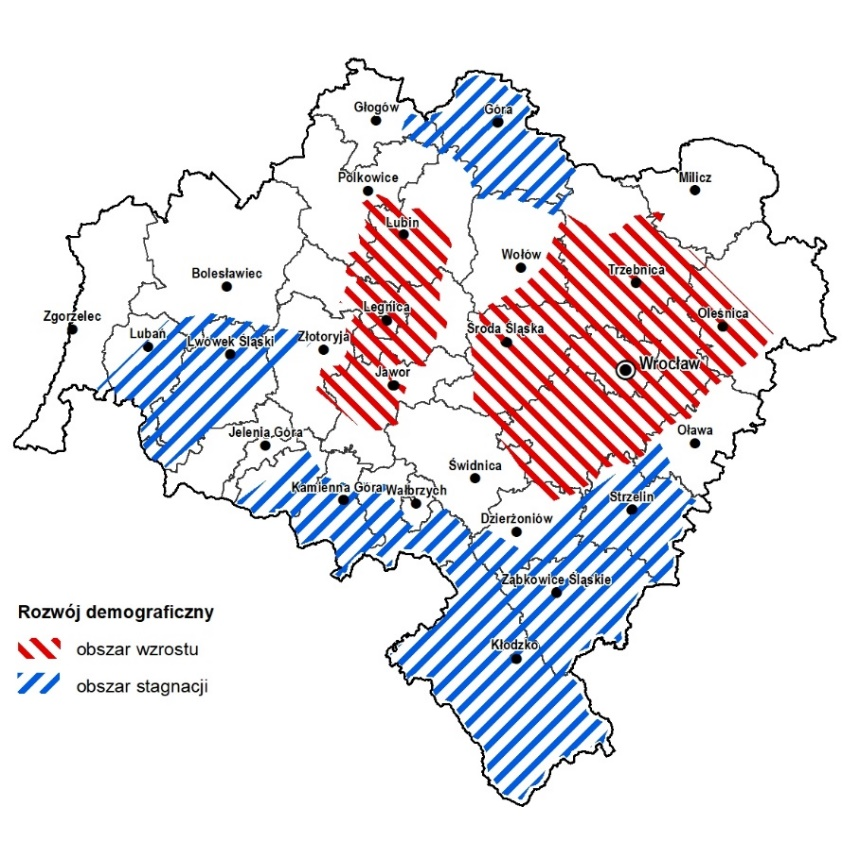 Głogów
Góra
Polkowice
Milicz
Lubin
Wołów
Bolesławiec
Trzebnica
Zgorzelec
Legnica
Oleśnica
Lubań
Lwówek Śląski
Złotoryja
Środa Śląska
Jawor
Wrocław
Jelenia Góra
Oława
Świdnica
Kamienna Góra
Wałbrzych
Strzelin
Dzierżoniów
Ząbkowice Śląskie
Kłodzko
Rozwój demograficzny
obszar wzrostu
obszar stagnacji